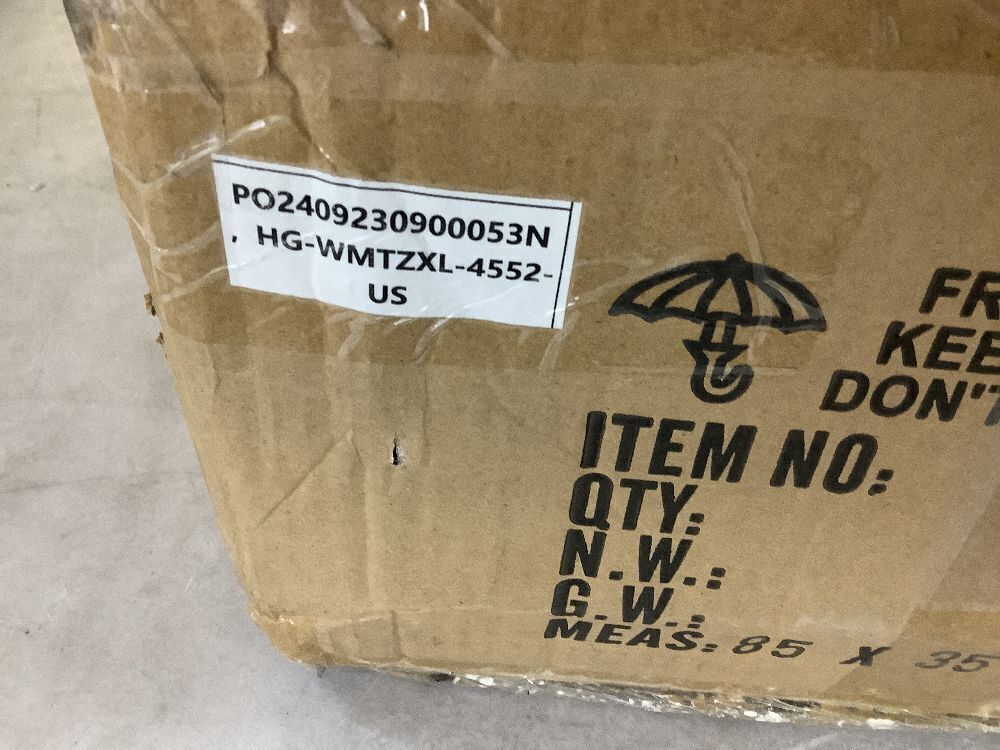 PO2409230900053N
, HG-WMTZXL-4552-
US
KEE
DON'T
ITEM NO:
QTY:
N.W.:
G.W.:
MEAS: 85 X 35